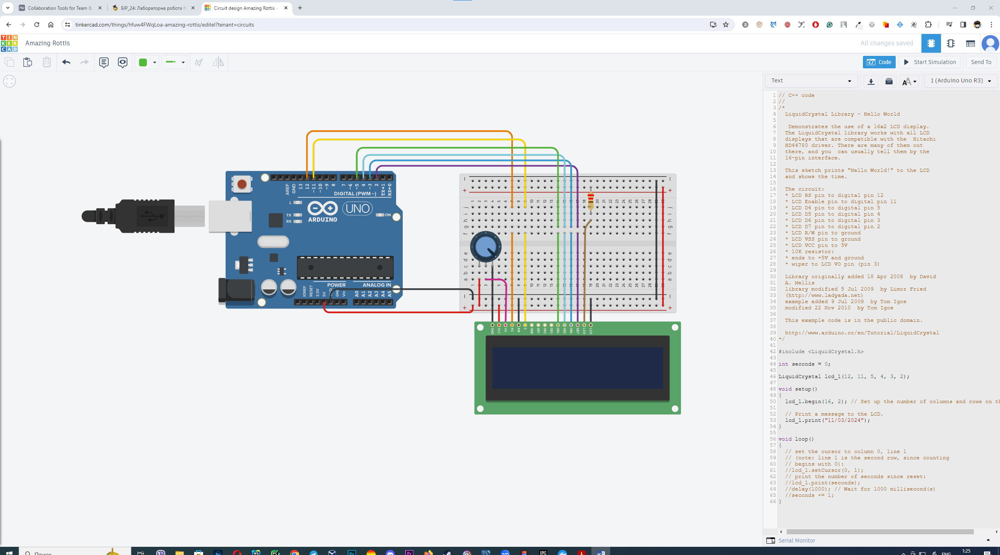 Collaboration Tools for Team &
БІР_24: Лабораторна робота N
Circuit design Amazing Rottis -
tinkercad.com/things/hfuw4FWqLoa-amazing-rottis/editel?tenant=circuits
TIN
KER
CAD
Amazing Rottis
All changes saved
Code
Start Simulation
Send To
Text
1 (Arduino Uno R3)
AREF GND 13 12 ~11 ~10 ~9 8 7 ~6 ~5 4 ~3 2 TX→1 RX←0
DIGITAL (PWM~)
L
TX
RX
UNO
ON
ARDUINO
SPK16.000G
POWER
ANALOG IN
IOREF RESET 3.3V 5V GND Vin A0 A1 A2 A3 A4 A5
GND VCC VO RS RW E DB0 DB1 DB2 DB3 DB4 DB5 DB6 DB7 LED LED
1 // C++ code
2 //
3 /*
4 LiquidCrystal Library - Hello World
5
6 Demonstrates the use of a 16x2 LCD display.
7 The LiquidCrystal library works with all LCD
8 displays that are compatible with the  Hitachi
9 HD44780 driver. There are many of them out
10 there, and you  can usually tell them by the
11 16-pin interface.
12
13 This sketch prints "Hello World!" to the LCD
14 and shows the time.
15
16 The circuit:
17 * LCD RS pin to digital pin 12
18 * LCD Enable pin to digital pin 11
19 * LCD D4 pin to digital pin 5
20 * LCD D5 pin to digital pin 4
21 * LCD D6 pin to digital pin 3
22 * LCD D7 pin to digital pin 2
23 * LCD R/W pin to ground
24 * LCD VSS pin to ground
25 * LCD VCC pin to 5V
26 * 10K resistor:
27 * ends to +5V and ground
28 * wiper to LCD VO pin (pin 3)
29
30 Library originally added 18 Apr 2008  by David
31 A. Mellis
32 library modified 5 Jul 2009  by Limor Fried
33 (http://www.ladyada.net)
34 example added 9 Jul 2009  by Tom Igoe
35 modified 22 Nov 2010  by Tom Igoe
36
37 This example code is in the public domain.
38
39 http://www.arduino.cc/en/Tutorial/LiquidCrystal
40 */
41
42 #include <LiquidCrystal.h>
43
44 int seconds = 0;
45
46 LiquidCrystal lcd_1(12, 11, 5, 4, 3, 2);
47
48 void setup()
49 {
50 lcd_1.begin(16, 2); // Set up the number of columns and rows on th
51
52 // Print a message to the LCD.
53 lcd_1.print("11/03/2024");
54 }
55
56 void loop()
57 {
58 // set the cursor to column 0, line 1
59 // (note: line 1 is the second row, since counting
60 // begins with 0):
61 //lcd_1.setCursor(0, 1);
62 // print the number of seconds since reset:
63 //lcd_1.print(seconds);
64 //delay(1000); // Wait for 1000 millisecond(s)
65 //seconds += 1;
66 }
Serial Monitor
Поиск
ENG
1:25